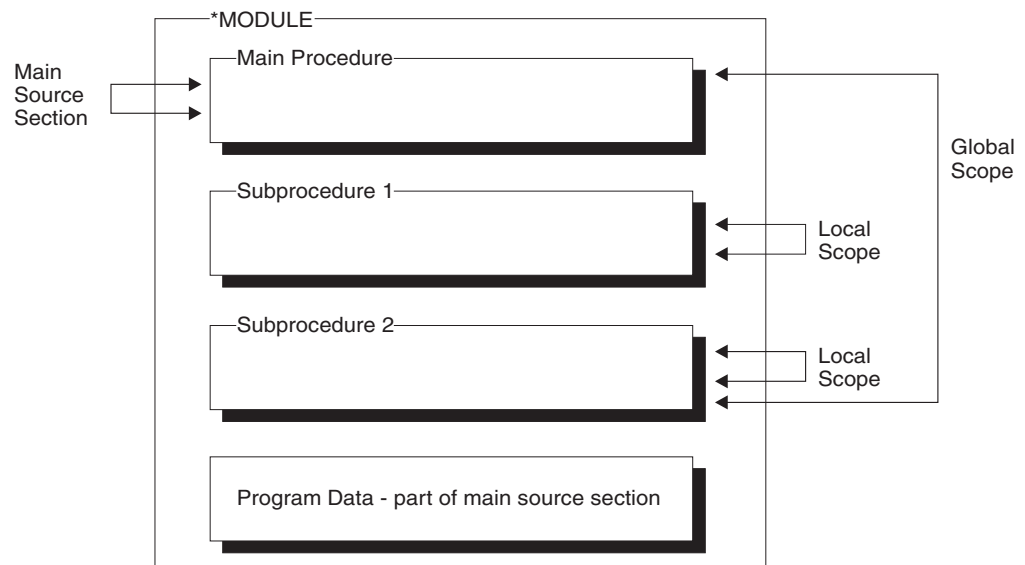 *MODULE
Main Procedure
Main
Source
Section
Global
Scope
Subprocedure 1
Local
Scope
Subprocedure 2
Local
Scope
Program Data - part of main source section